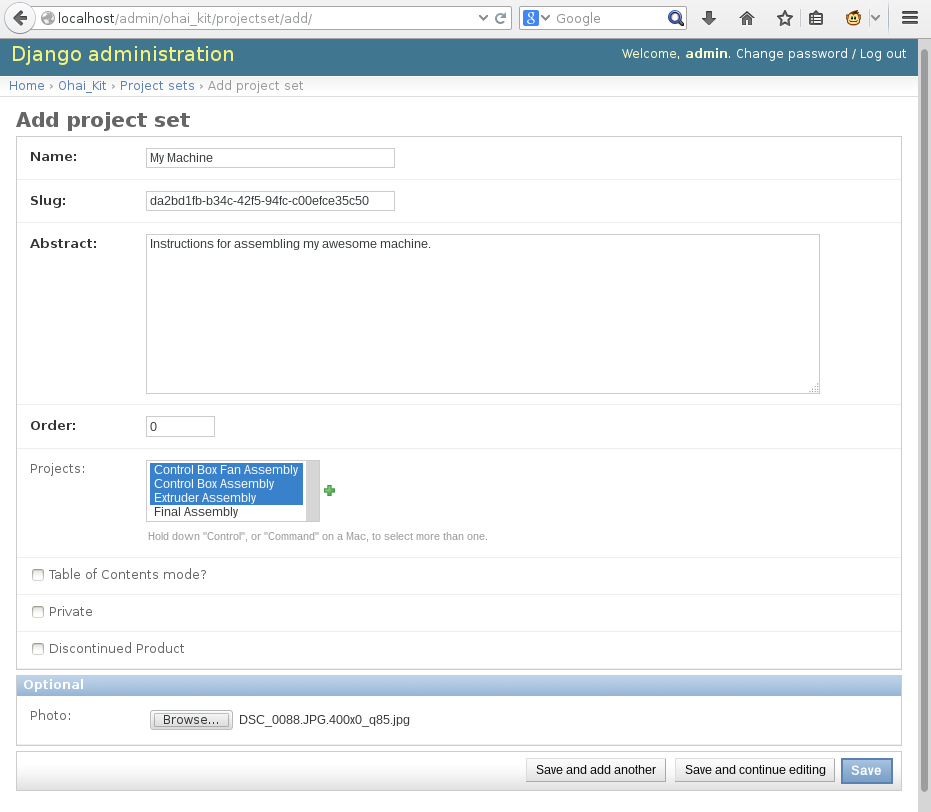 localhost/admin/ohai_kit/projectset/add/
8 Google
Django administration
Welcome, admin. Change password / Log out
Home › Ohai_Kit › Project sets › Add project set
Add project set
Name: My Machine
Slug: da2bd1fb-b34c-42f5-94fc-c00efce35c50
Abstract: Instructions for assembling my awesome machine.
Order: 0
Projects: Control Box Fan Assembly
Control Box Assembly
Extruder Assembly
Final Assembly
Hold down "Control", or "Command" on a Mac, to select more than one.
Table of Contents mode?
Private
Discontinued Product
Optional
Photo: Browse... DSC_0088.JPG.400x0_q85.jpg
Save and add another Save and continue editing Save